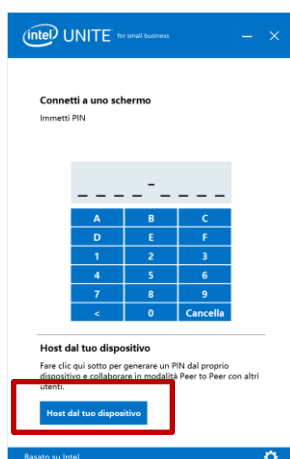 intel UNITE for small business
Connetti a uno schermo
Immetti PIN
_ _ _ _ - _ _ _ _
A B C
D E F
1 2 3
4 5 6
7 8 9
< 0 Cancella
Host dal tuo dispositivo
Fare clic qui sotto per generare un PIN dal proprio
dispositivo e collaborare in modalità Peer to Peer con altri
utenti.
Host dal tuo dispositivo
Basato su Intel